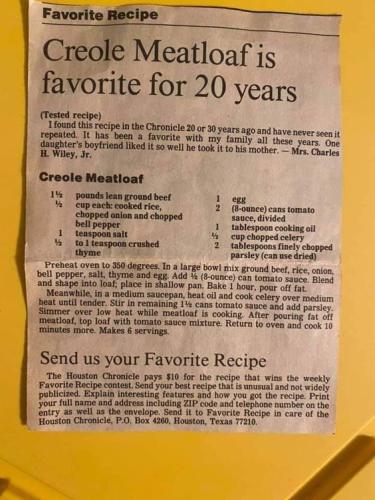 Favorite Recipe
Creole Meatloaf is
favorite for 20 years
(Tested recipe)
I found this recipe in the Chronicle 20 or 30 years ago and have never seen it
repeated. It has been a favorite with my family all these years. One
daughter's boyfriend liked it so well he took it to his mother. — Mrs. Charles
H. Wiley, Jr.
Creole Meatloaf
1½ pounds lean ground beef
½ cup each: cooked rice,
chopped onion and chopped
bell pepper
1 teaspoon salt
½ to 1 teaspoon crushed
thyme
1 egg
2 (8-ounce) cans tomato
sauce, divided
1 tablespoon cooking oil
½ cup chopped celery
2 tablespoons finely chopped
parsley (can use dried)
Preheat oven to 350 degrees. In a large bowl mix ground beef, rice, onion,
bell pepper, salt, thyme and egg. Add ½ (8-ounce) can tomato sauce. Blend
and shape into loaf; place in shallow pan. Bake 1 hour, pour off fat.
Meanwhile, in a medium saucepan, heat oil and cook celery over medium
heat until tender. Stir in remaining 1½ cans tomato sauce and add parsley.
Simmer over low heat while meatloaf is cooking. After pouring fat off
meatloaf, top loaf with tomato sauce mixture. Return to oven and cook 10
minutes more. Makes 6 servings.
Send us your Favorite Recipe
The Houston Chronicle pays $10 for the recipe that wins the weekly
Favorite Recipe contest. Send your best recipe that is unusual and not widely
publicized. Explain interesting features and how you got the recipe. Print
your full name and address including ZIP code and telephone number on the
entry as well as the envelope. Send it to Favorite Recipe in care of the
Houston Chronicle, P.O. Box 4260, Houston, Texas 77210.